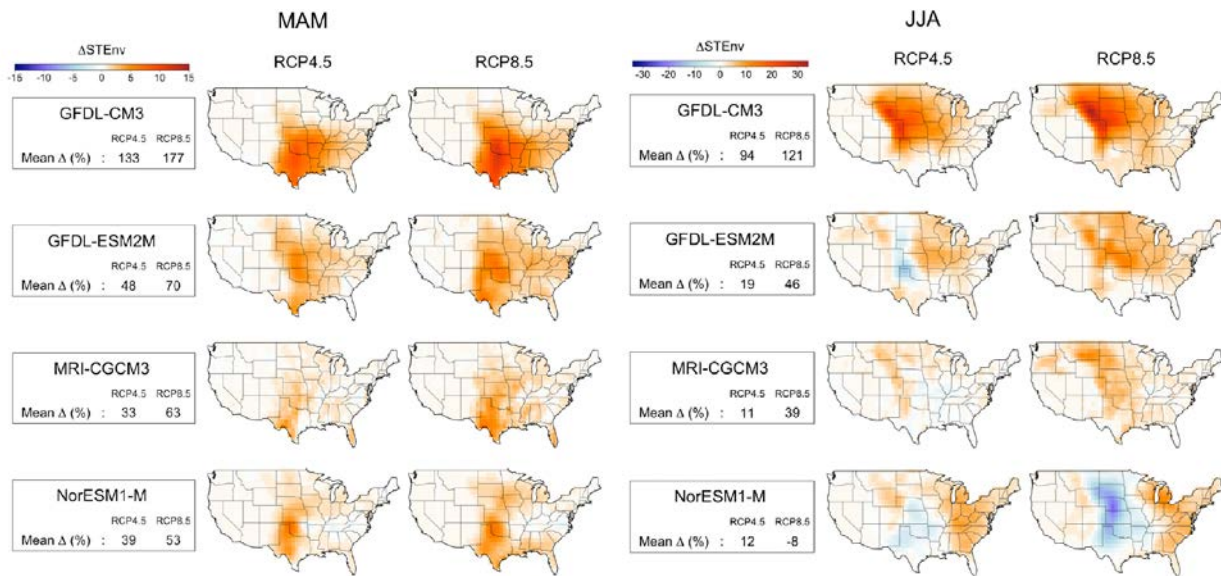 MAM
ΔSTEnv
-15 -10 -5 0 5 10 15
RCP4.5 RCP8.5
GFDL-CM3
RCP4.5 RCP8.5
Mean Δ (%) : 133 177
GFDL-ESM2M
RCP4.5 RCP8.5
Mean Δ (%) : 48 70
MRI-CGCM3
RCP4.5 RCP8.5
Mean Δ (%) : 33 63
NorESM1-M
RCP4.5 RCP8.5
Mean Δ (%) : 39 53
JJA
ΔSTEnv
-30 -20 -10 0 10 20 30
RCP4.5 RCP8.5
GFDL-CM3
RCP4.5 RCP8.5
Mean Δ (%) : 94 121
GFDL-ESM2M
RCP4.5 RCP8.5
Mean Δ (%) : 19 46
MRI-CGCM3
RCP4.5 RCP8.5
Mean Δ (%) : 11 39
NorESM1-M
RCP4.5 RCP8.5
Mean Δ (%) : 12 -8